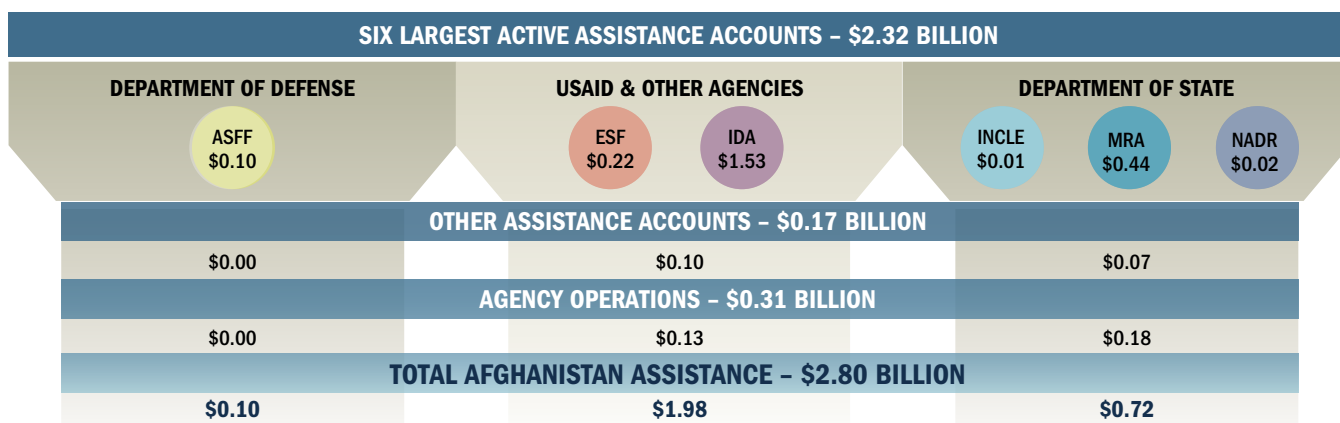 SIX LARGEST ACTIVE ASSISTANCE ACCOUNTS – $2.32 BILLION
DEPARTMENT OF DEFENSE
USAID & OTHER AGENCIES
DEPARTMENT OF STATE
ASFF
$0.10
ESF
$0.22
IDA
$1.53
INCLE
$0.01
MRA
$0.44
NADR
$0.02
OTHER ASSISTANCE ACCOUNTS – $0.17 BILLION
$0.00
$0.10
$0.07
AGENCY OPERATIONS – $0.31 BILLION
$0.00
$0.13
$0.18
TOTAL AFGHANISTAN ASSISTANCE – $2.80 BILLION
$0.10
$1.98
$0.72